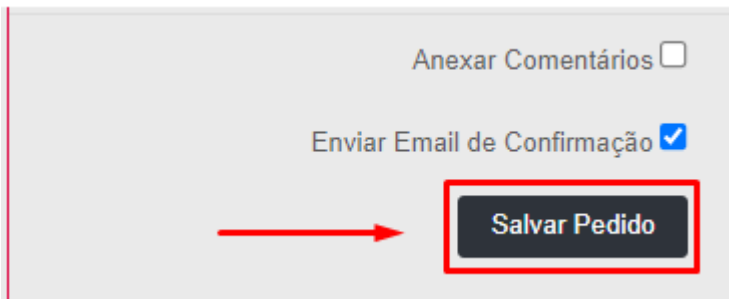 Anexar Comentários
Enviar Email de Confirmação
Salvar Pedido